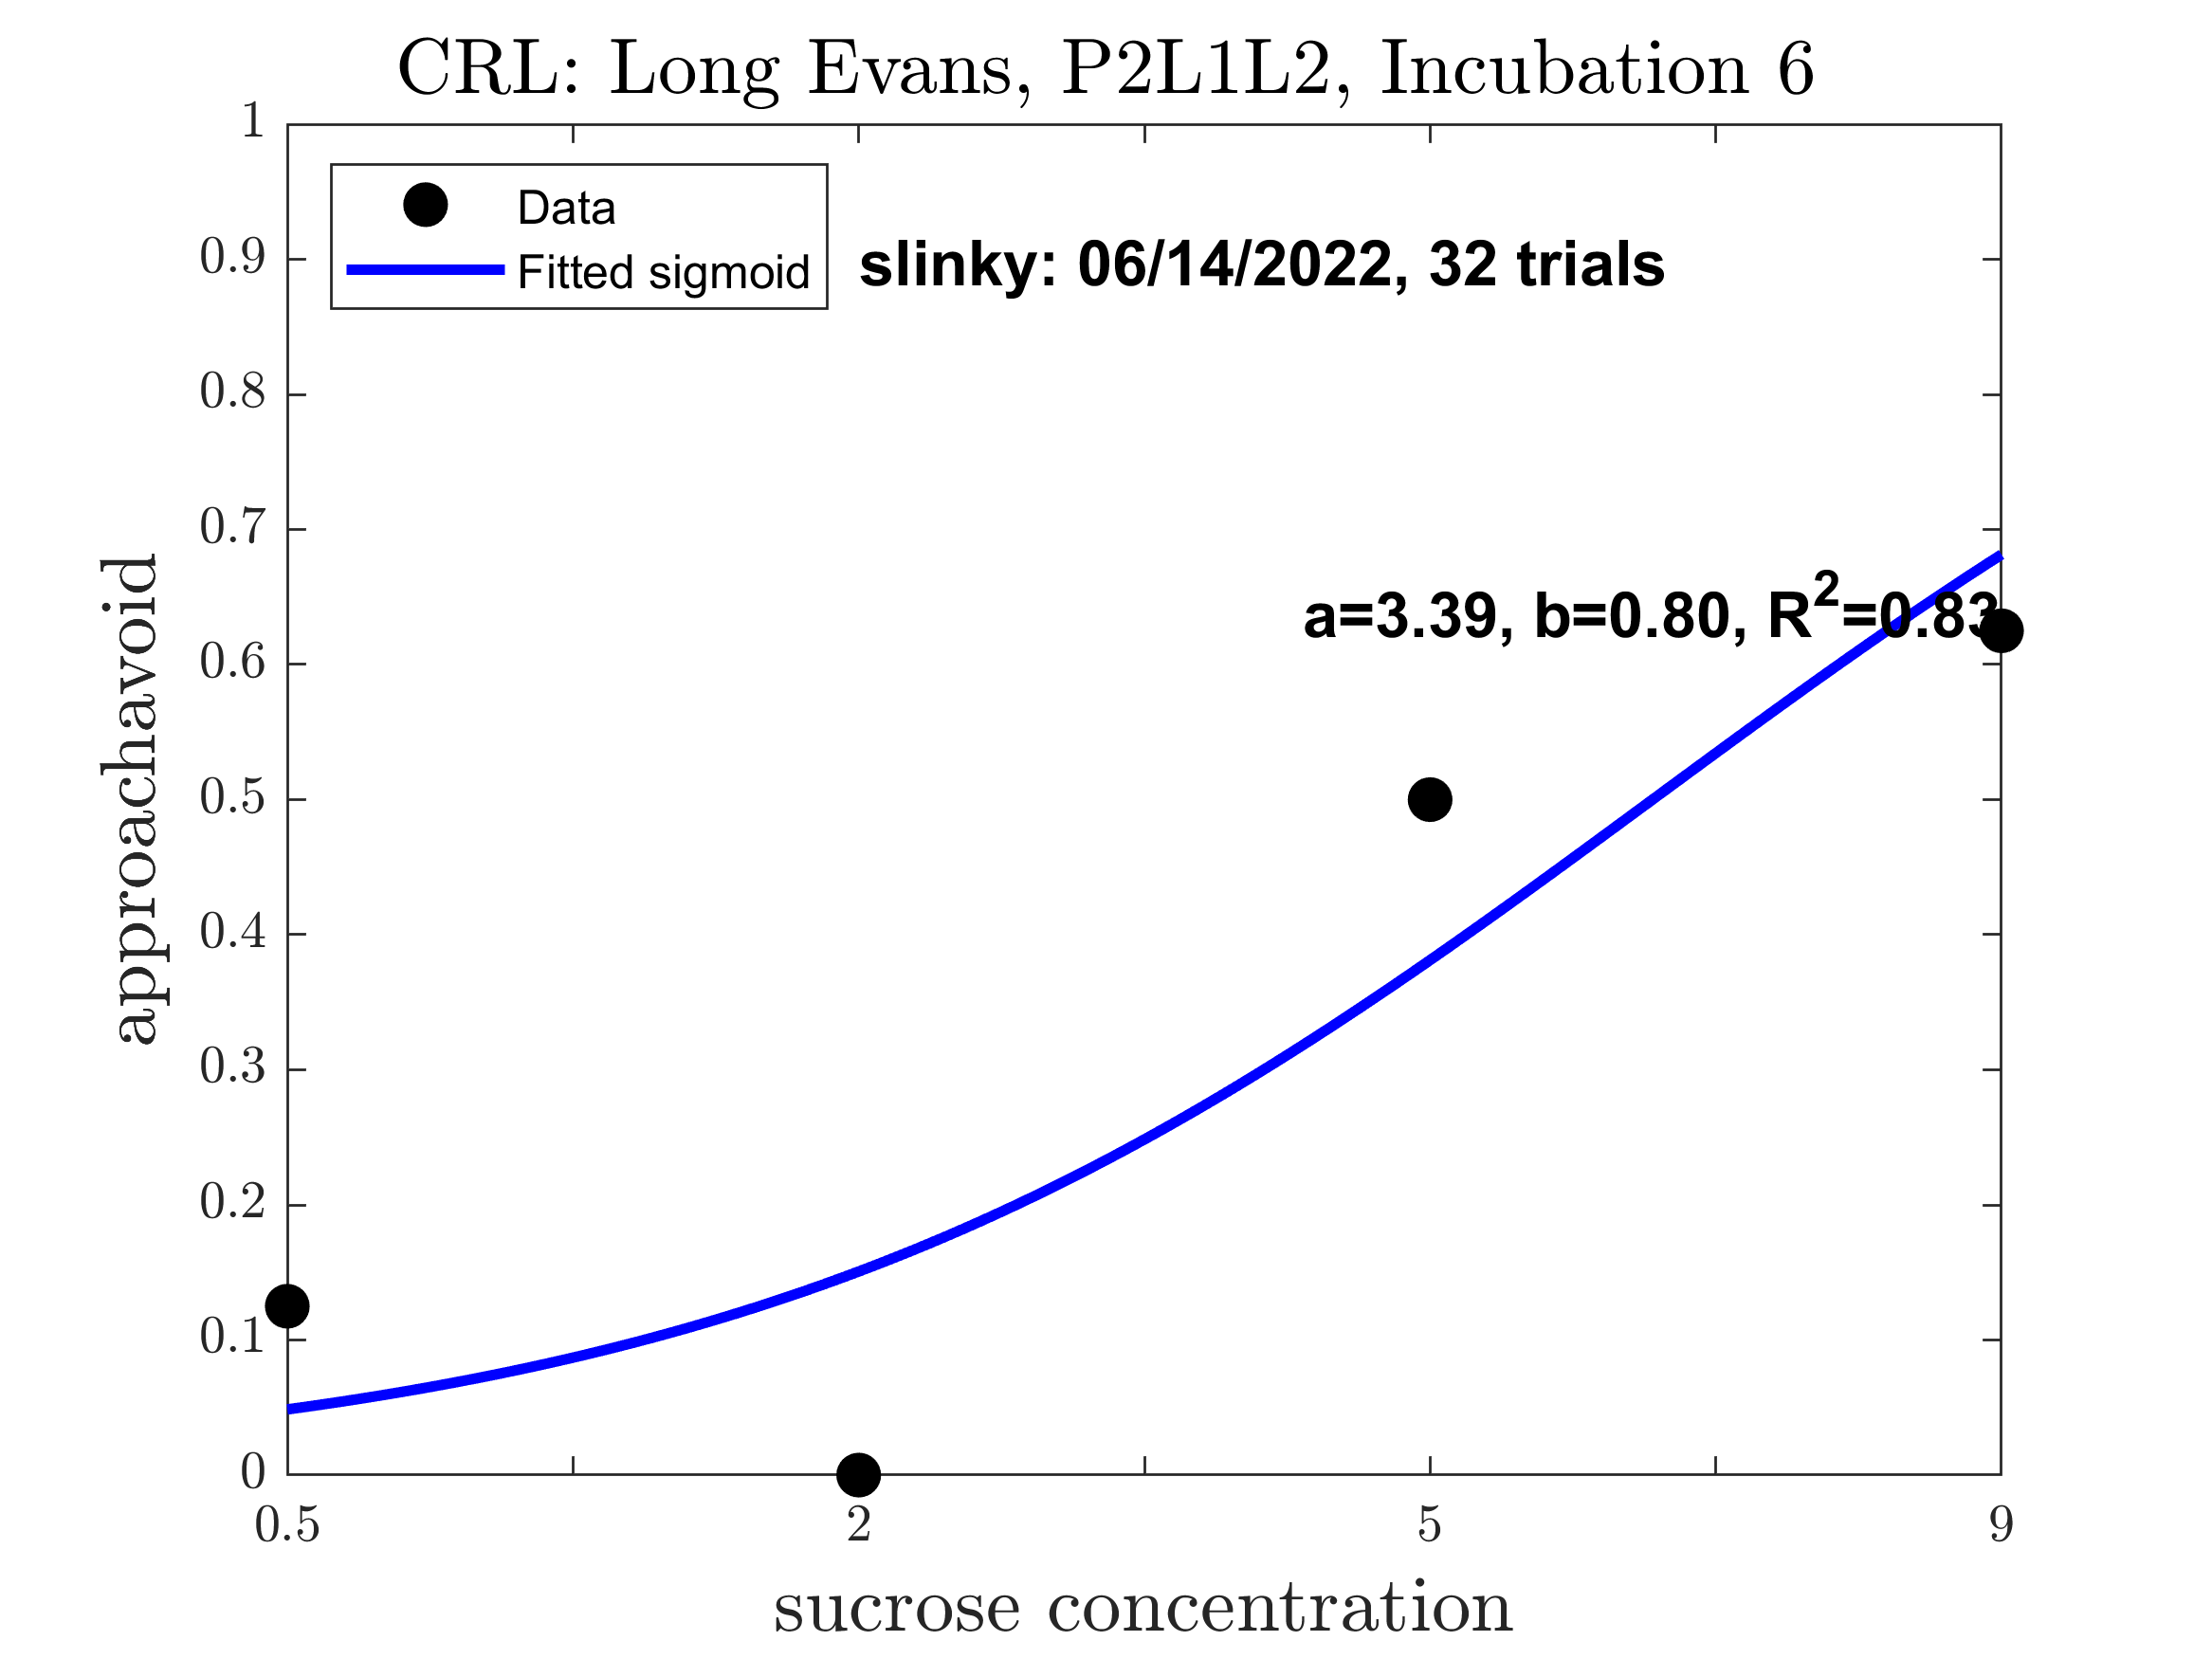 CRL: Long Evans, P2L1L2, Incubation 6
1
Data
Fitted sigmoid
slinky: 06/14/2022, 32 trials
0.9
0.8
0.7
a=3.39, b=0.80, R²=0.83
0.6
0.5
0.4
0.3
0.2
0.1
0
approachavoid
0.5 2 5 9
sucrose concentration